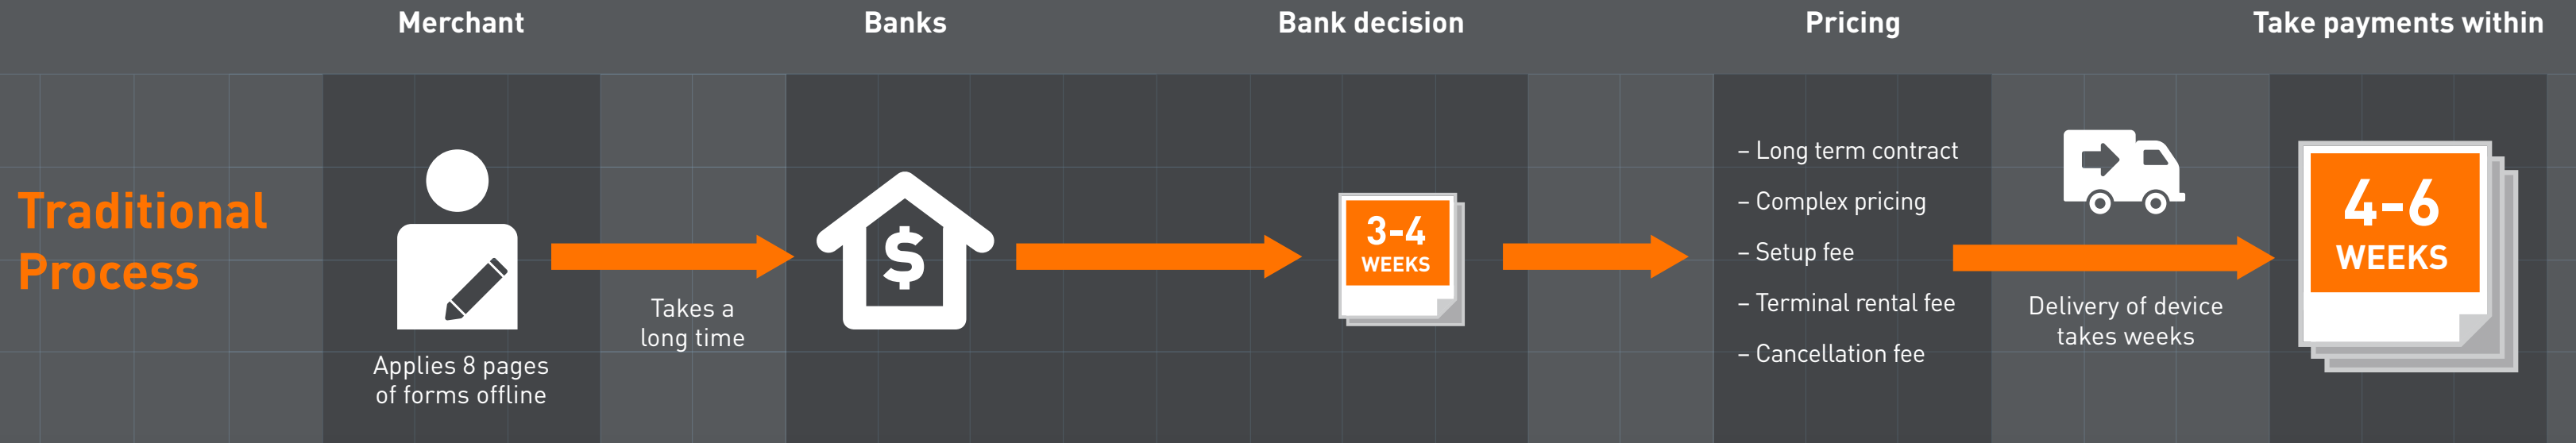 Merchant
Banks
Bank decision
Pricing
Take payments within
Traditional
Process
Applies 8 pages
of forms offline
Takes a
long time
$
3-4
WEEKS
– Long term contract
– Complex pricing
– Setup fee
– Terminal rental fee
– Cancellation fee
Delivery of device
takes weeks
4-6
WEEKS